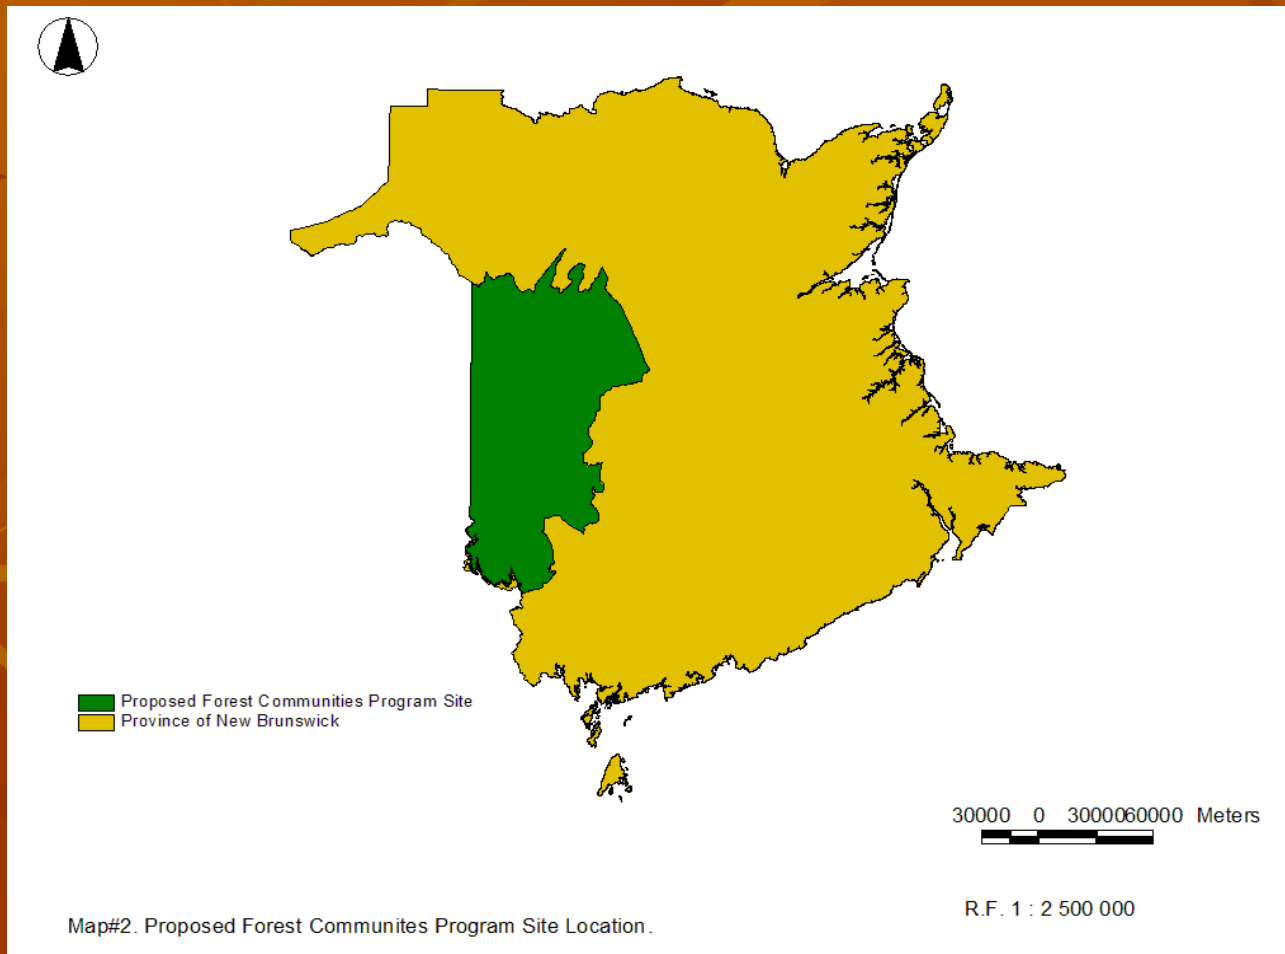 Proposed Forest Communities Program Site
Province of New Brunswick
30000 0 3000060000 Meters
R.F. 1 : 2 500 000
Map#2. Proposed Forest Communites Program Site Location.